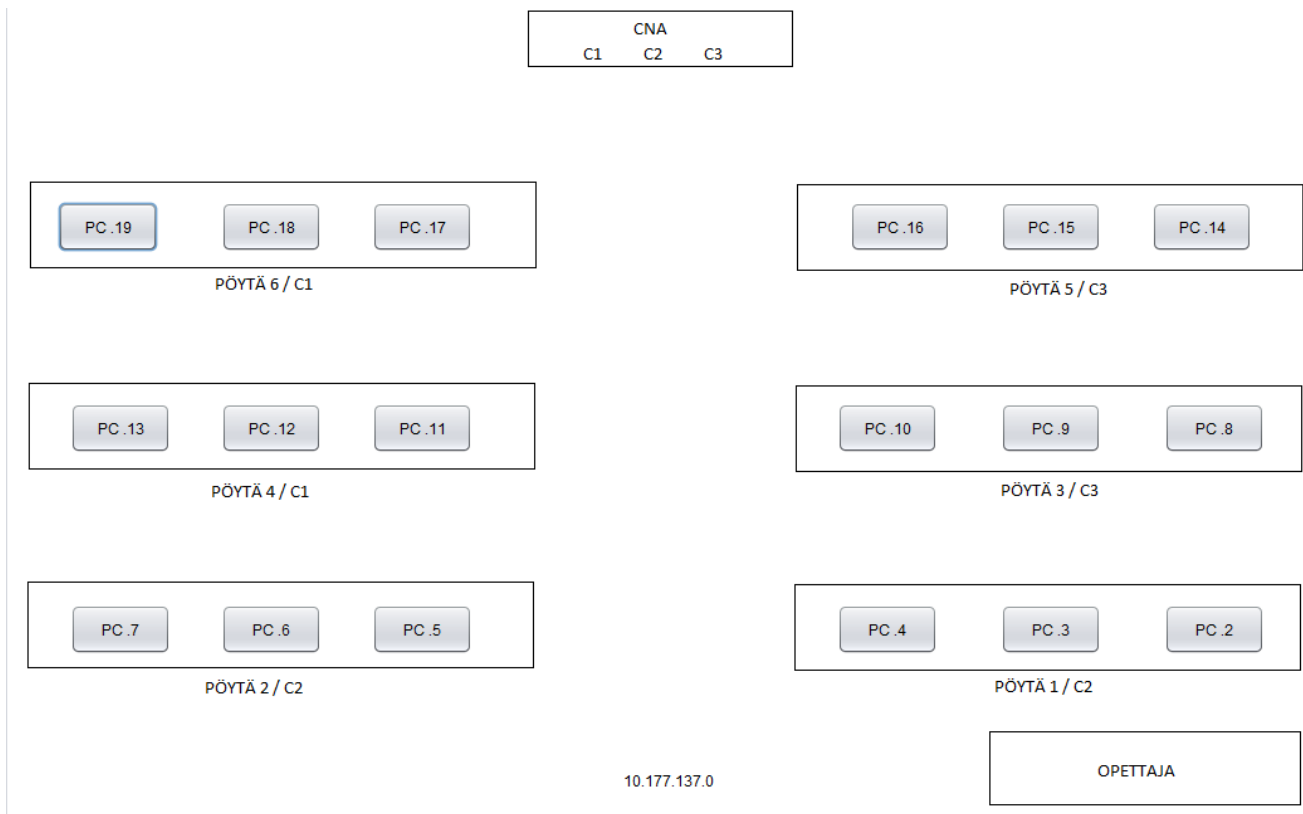 CNA
C1 C2 C3
PC .19 PC .18 PC .17
PÖYTÄ 6 / C1
PC .16 PC .15 PC .14
PÖYTÄ 5 / C3
PC .13 PC .12 PC .11
PÖYTÄ 4 / C1
PC .10 PC .9 PC .8
PÖYTÄ 3 / C3
PC .7 PC .6 PC .5
PÖYTÄ 2 / C2
PC .4 PC .3 PC .2
PÖYTÄ 1 / C2
10.177.137.0
OPETTAJA